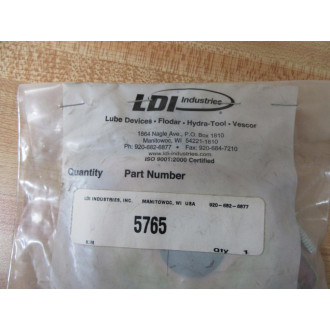 LDI Industries
Lube Devices • Flodar • Hydra-Tool • Vescor
1864 Nagle Ave., P.O. Box 1810
Manitowoc, WI 54221-1810
Ph: 920-682-6877 Fax: 920-684-7210
www.ldi-industries.com
ISO 9001:2000 Certified
Quantity Part Number
LDI INDUSTRIES, INC. MANITOWOC, WI USA 920-682-6877
5765
Qty 1